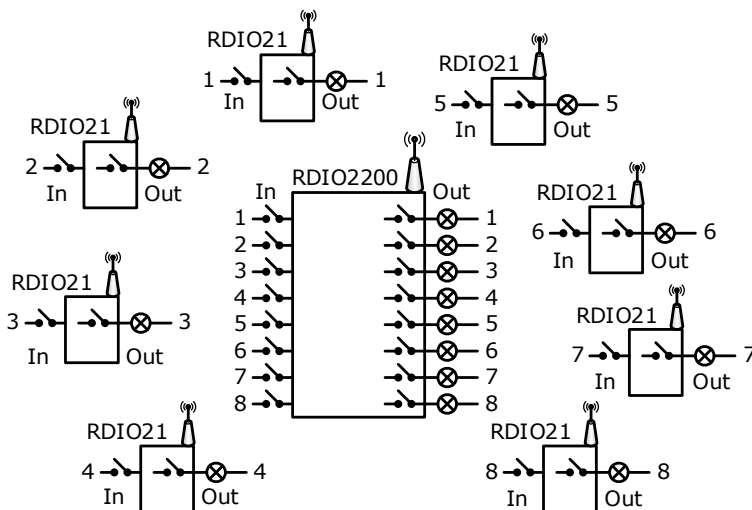 RDIO21
1 1
In Out
RDIO21
5 5
In Out
RDIO21
2 2
In Out
RDIO2200
In Out
1 1
2 2
3 3
4 4
5 5
6 6
7 7
8 8
RDIO21
6 6
In Out
RDIO21
3 3
In Out
RDIO21
7 7
In Out
RDIO21
4 4
In Out
RDIO21
8 8
In Out